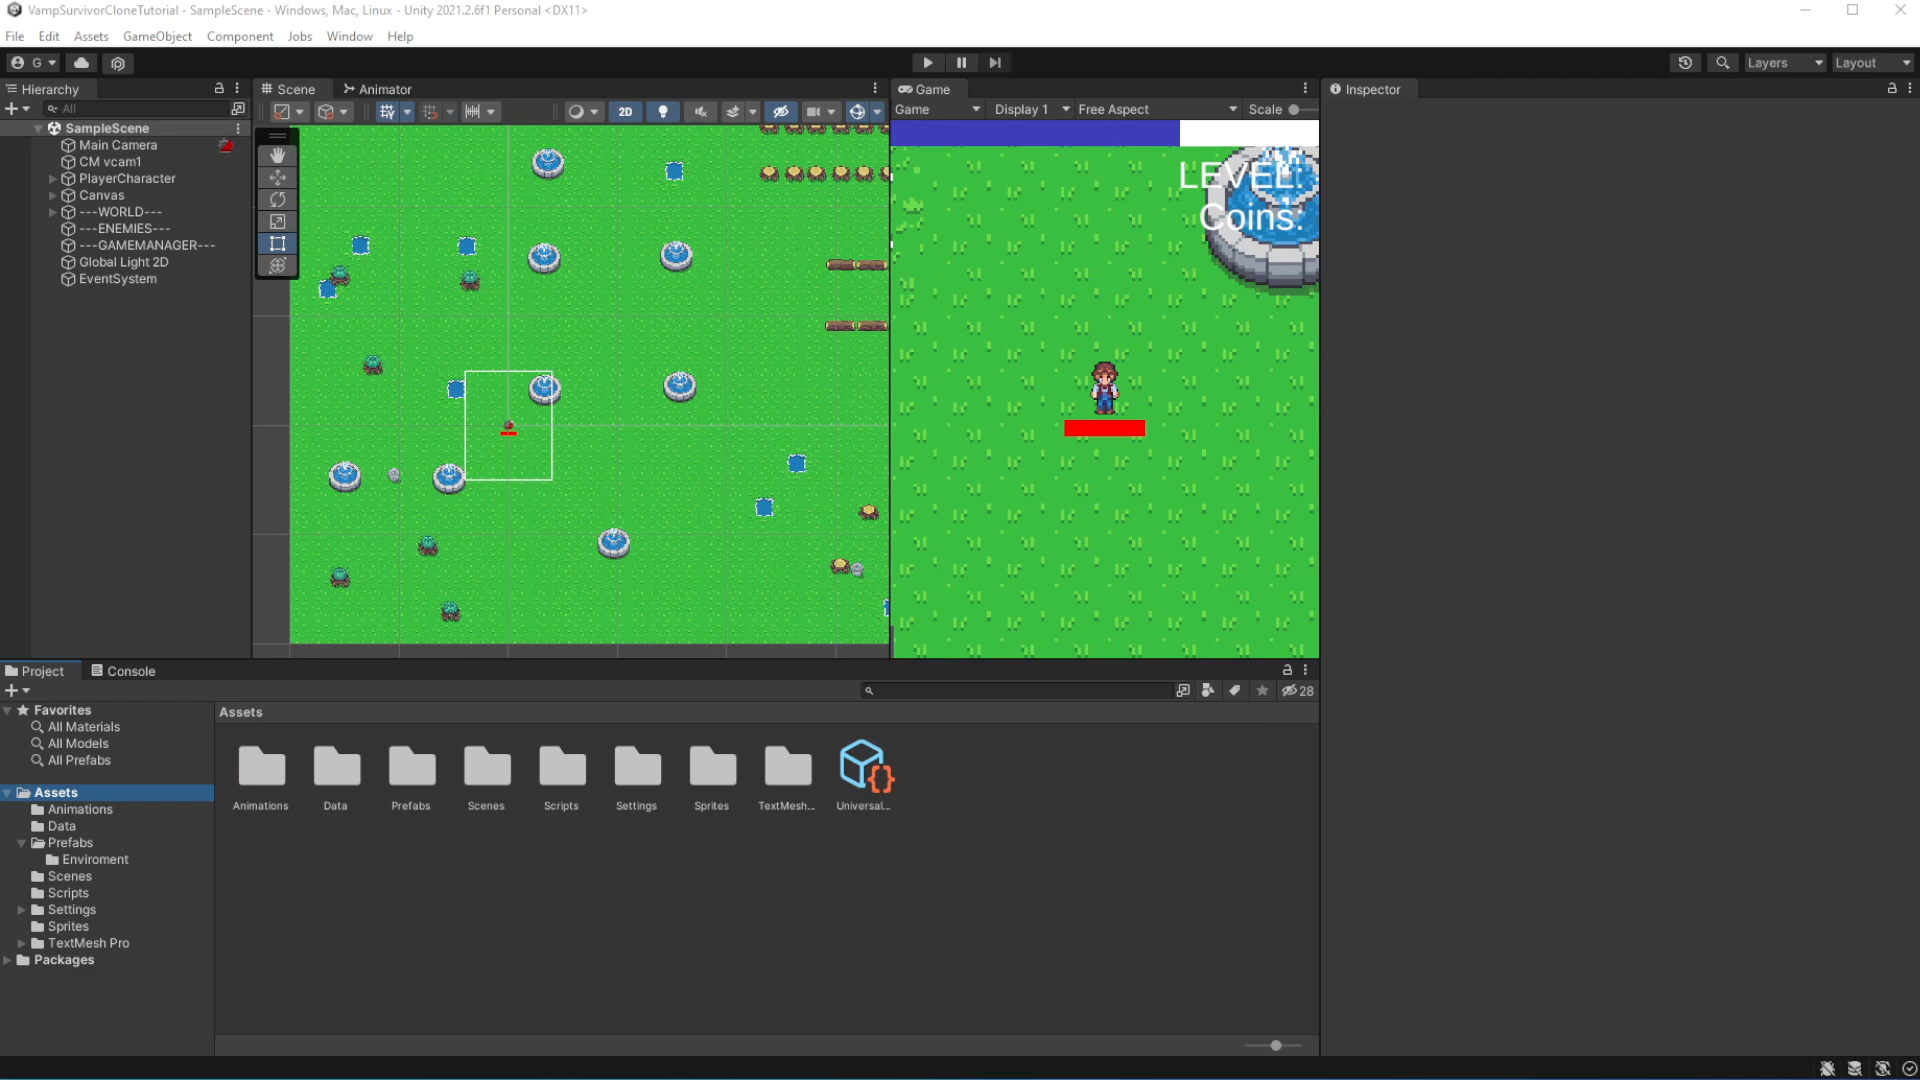 VampSurvivorCloneTutorial - SampleScene - Windows, Mac, Linux - Unity 2021.2.6f1 Personal <DX11>
File Edit Assets GameObject Component Jobs Window Help
G Layers Layout
Hierarchy
All
SampleScene
Main Camera
CM vcam1
PlayerCharacter
Canvas
---WORLD---
---ENEMIES---
---GAMEMANAGER---
Global Light 2D
EventSystem
Scene Animator
2D
Game
Game Display 1 Free Aspect Scale
LEVEL:
Coins:
Inspector
Project Console
28
Favorites
All Materials
All Models
All Prefabs
Assets
Animations
Data
Prefabs
Enviroment
Scenes
Scripts
Settings
Sprites
TextMesh Pro
Packages
Assets
Animations Data Prefabs Scenes Scripts Settings Sprites TextMesh... Universal...